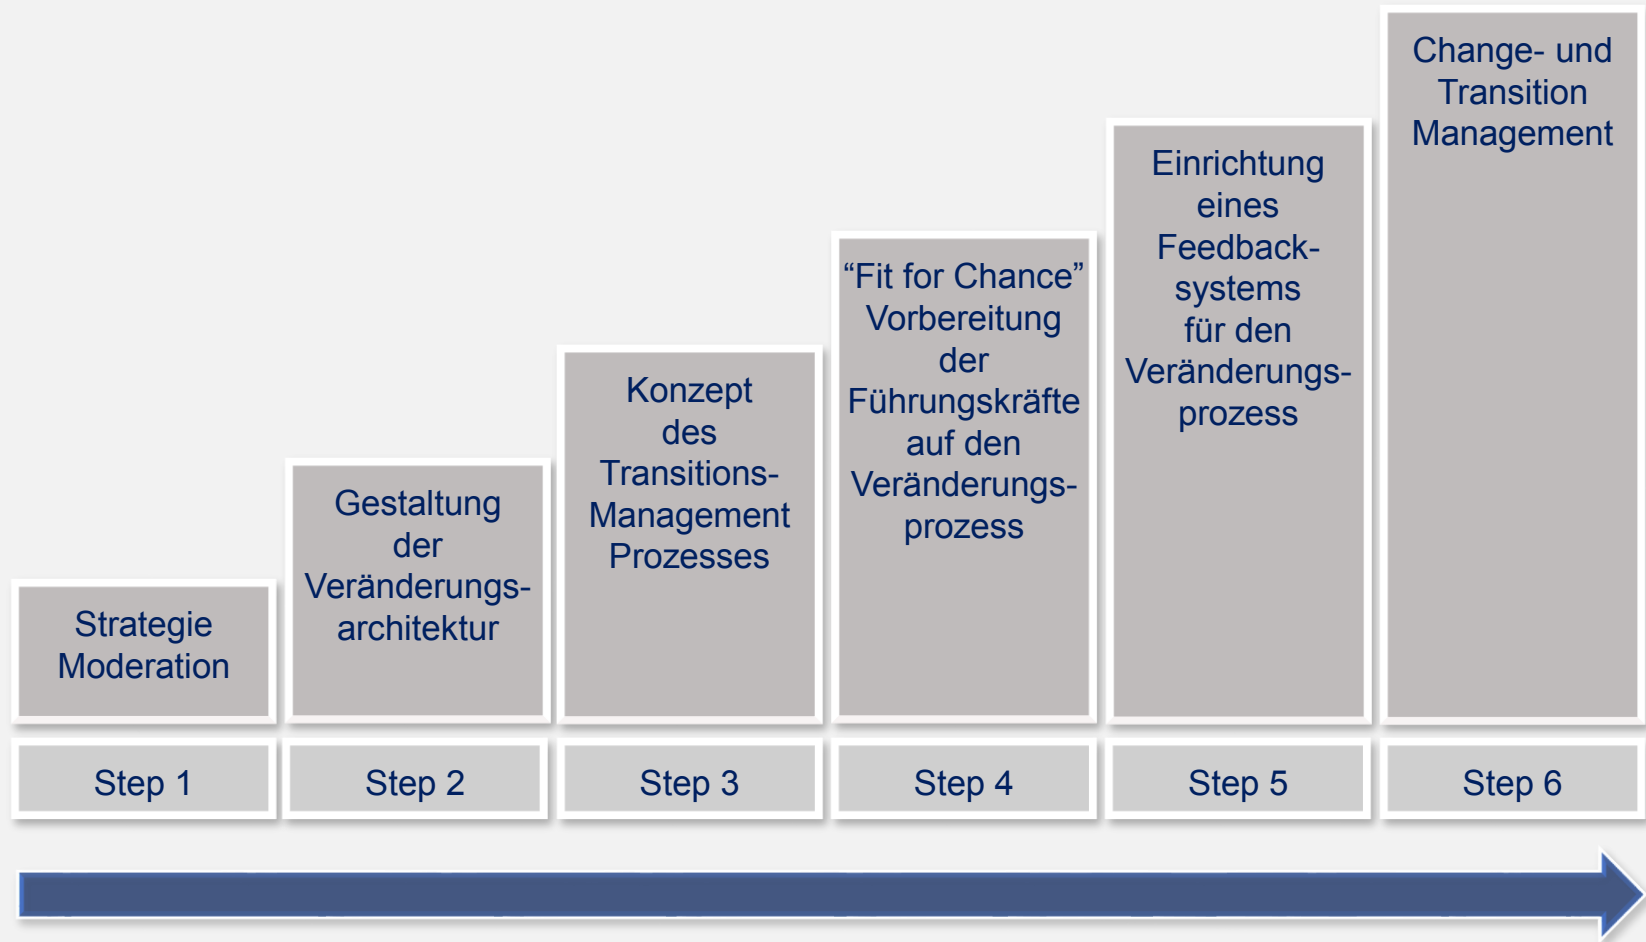 Strategie
Moderation
Gestaltung
der
Veränderungs-
architektur
Konzept
des
Transitions-
Management
Prozesses
“Fit for Chance”
Vorbereitung
der
Führungskräfte
auf den
Veränderungs-
prozess
Einrichtung
eines
Feedback-
systems
für den
Veränderungs-
prozess
Change- und
Transition
Management
Step 1
Step 2
Step 3
Step 4
Step 5
Step 6